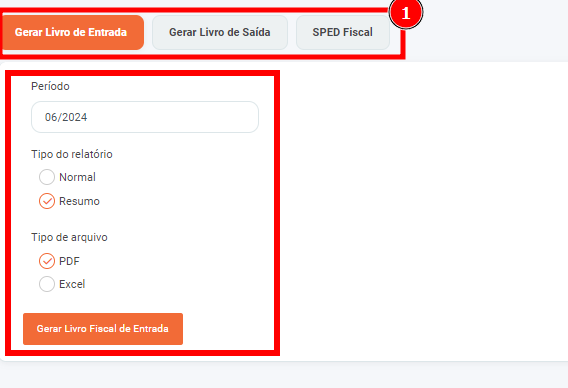 1
Gerar Livro de Entrada Gerar Livro de Saída SPED Fiscal
Período
06/2024
Tipo do relatório
Normal
Resumo
Tipo de arquivo
PDF
Excel
Gerar Livro Fiscal de Entrada